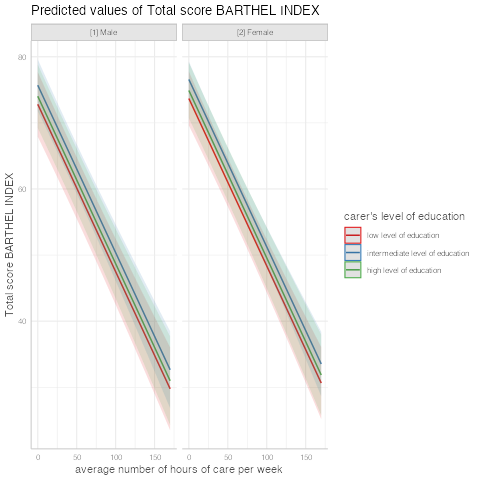 Predicted values of Total score BARTHEL INDEX
[1] Male
[2] Female
80
60
40
Total score BARTHEL INDEX
0
50
100
150
0
50
100
150
average number of hours of care per week
carer's level of education
low level of education
intermediate level of education
high level of education